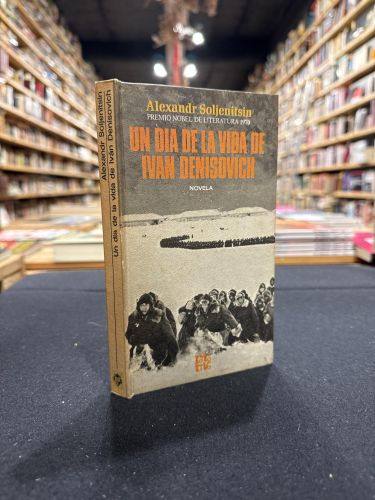 Alexandr Soljenitsin
PREMIO NOBEL DE LITERATURA 1970
UN DIA DE LA VIDA DE
IVAN DENISOVICH
NOVELA
Alexandr Soljenitsin
Un día de la vida de Iván Denisovich